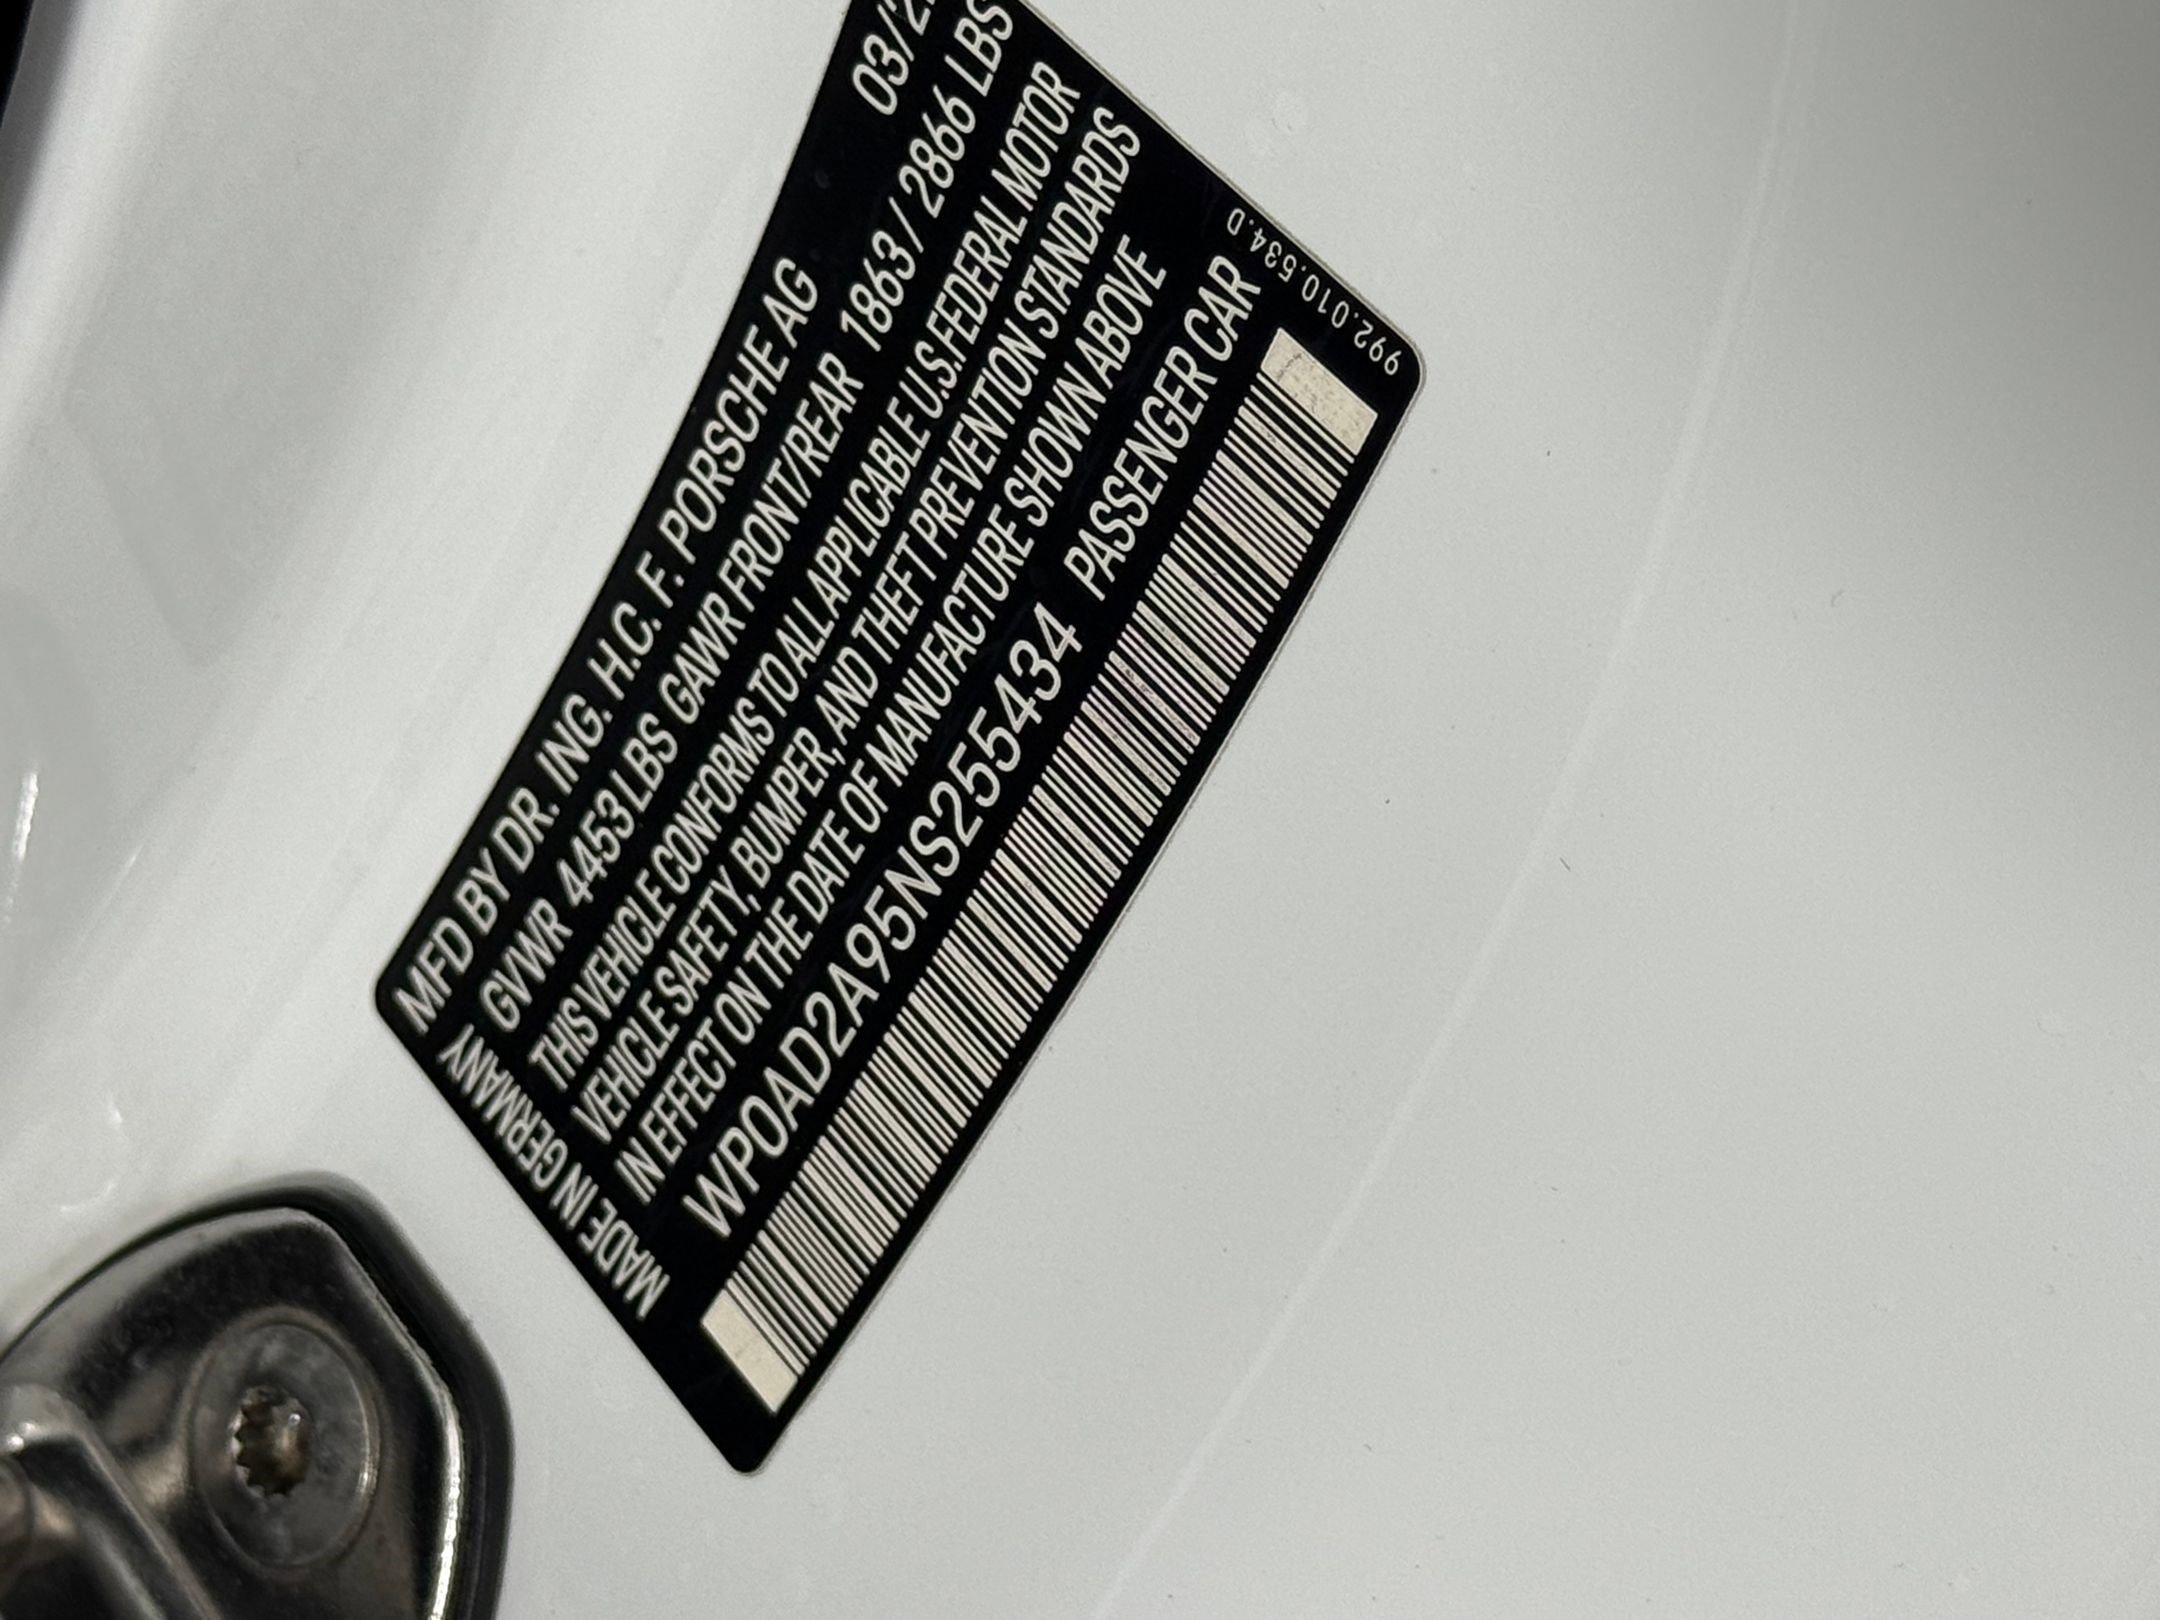 MFD BY DR. ING. H.C. F. PORSCHE AG 03/2
GVWR 4453 LBS GAWR FRONT/REAR 1863 / 2866 LBS
THIS VEHICLE CONFORMS TO ALL APPLICABLE U.S. FEDERAL MOTOR
VEHICLE SAFETY, BUMPER, AND THEFT PREVENTION STANDARDS
IN EFFECT ON THE DATE OF MANUFACTURE SHOWN ABOVE
WP0AD2A95NS255434 PASSENGER CAR
MADE IN GERMANY
992.010.534.D